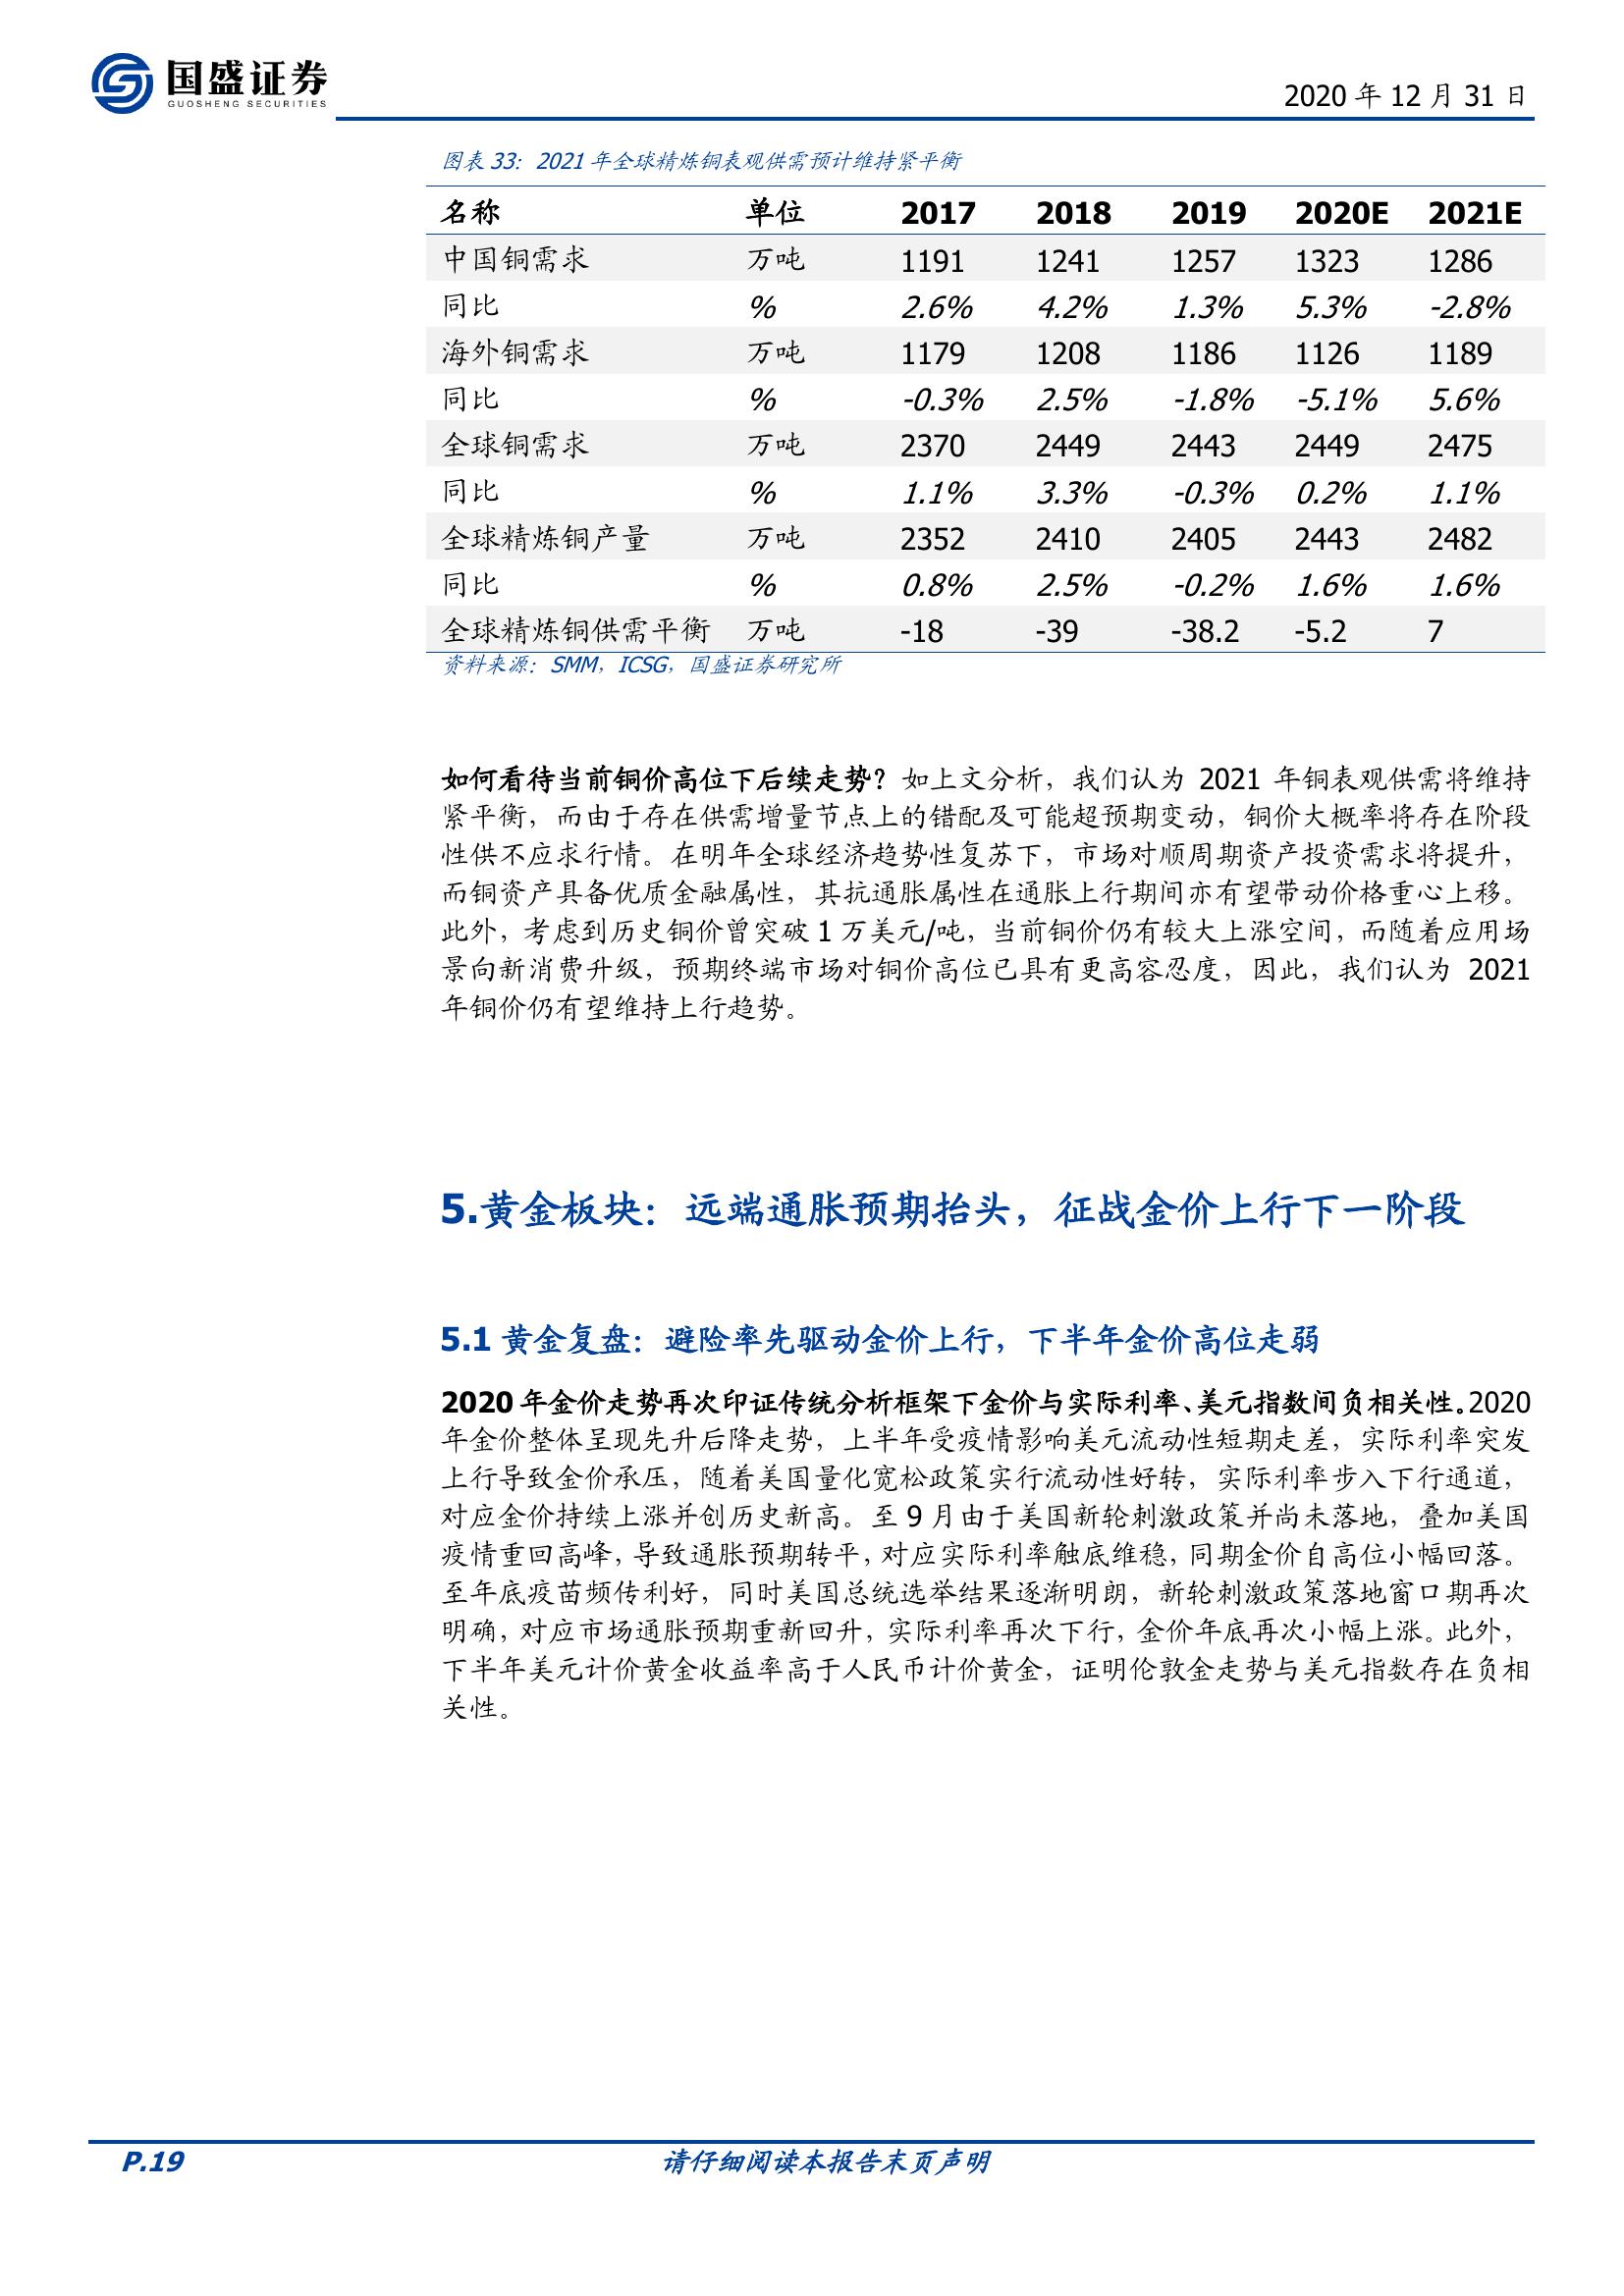 国盛证券
GUOSHENG SECURITIES
2020 年 12 月 31 日
图表 33：2021 年全球精炼铜表观供需预计维持紧平衡
名称 单位 2017 2018 2019 2020E 2021E
中国铜需求 万吨 1191 1241 1257 1323 1286
同比 % 2.6% 4.2% 1.3% 5.3% -2.8%
海外铜需求 万吨 1179 1208 1186 1126 1189
同比 % -0.3% 2.5% -1.8% -5.1% 5.6%
全球铜需求 万吨 2370 2449 2443 2449 2475
同比 % 1.1% 3.3% -0.3% 0.2% 1.1%
全球精炼铜产量 万吨 2352 2410 2405 2443 2482
同比 % 0.8% 2.5% -0.2% 1.6% 1.6%
全球精炼铜供需平衡 万吨 -18 -39 -38.2 -5.2 7
资料来源：SMM，ICSG，国盛证券研究所
如何看待当前铜价高位下后续走势？如上文分析，我们认为 2021 年铜表观供需将维持
紧平衡，而由于存在供需增量节点上的错配及可能超预期变动，铜价大概率将存在阶段
性供不应求行情。在明年全球经济趋势性复苏下，市场对顺周期资产投资需求将提升，
而铜资产具备优质金融属性，其抗通胀属性在通胀上行期间亦有望带动价格重心上移。
此外，考虑到历史铜价曾突破 1 万美元/吨，当前铜价仍有较大上涨空间，而随着应用场
景向新消费升级，预期终端市场对铜价高位已具有更高容忍度，因此，我们认为 2021
年铜价仍有望维持上行趋势。
5.黄金板块：远端通胀预期抬头，征战金价上行下一阶段
5.1 黄金复盘：避险率先驱动金价上行，下半年金价高位走弱
2020 年金价走势再次印证传统分析框架下金价与实际利率、美元指数间负相关性。2020
年金价整体呈现先升后降走势，上半年受疫情影响美元流动性短期走差，实际利率突发
上行导致金价承压，随着美国量化宽松政策实行流动性好转，实际利率步入下行通道，
对应金价持续上涨并创历史新高。至 9 月由于美国新轮刺激政策并尚未落地，叠加美国
疫情重回高峰，导致通胀预期转平，对应实际利率触底维稳，同期金价自高位小幅回落。
至年底疫苗频传利好，同时美国总统选举结果逐渐明朗，新轮刺激政策落地窗口期再次
明确，对应市场通胀预期重新回升，实际利率再次下行，金价年底再次小幅上涨。此外，
下半年美元计价黄金收益率高于人民币计价黄金，证明伦敦金走势与美元指数存在负相
关性。
P.19
请仔细阅读本报告末页声明